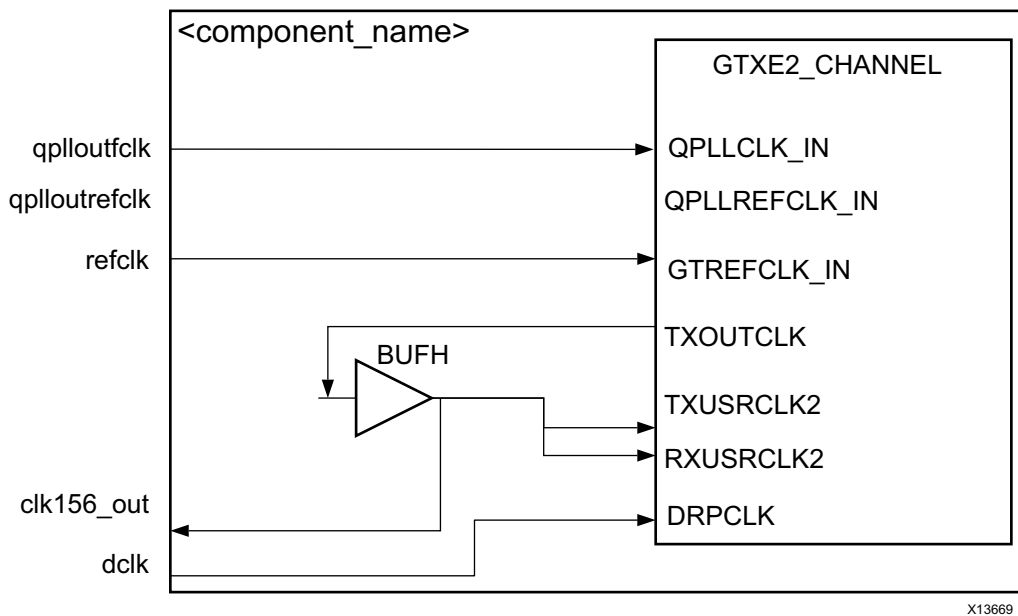 <component_name>
GTXE2_CHANNEL
qplloutfclk
QPLLCLK_IN
qplloutrefclk
QPLLREFCLK_IN
refclk
GTREFCLK_IN
TXOUTCLK
BUFH
TXUSRCLK2
RXUSRCLK2
clk156_out
DRPCLK
dclk
X13669